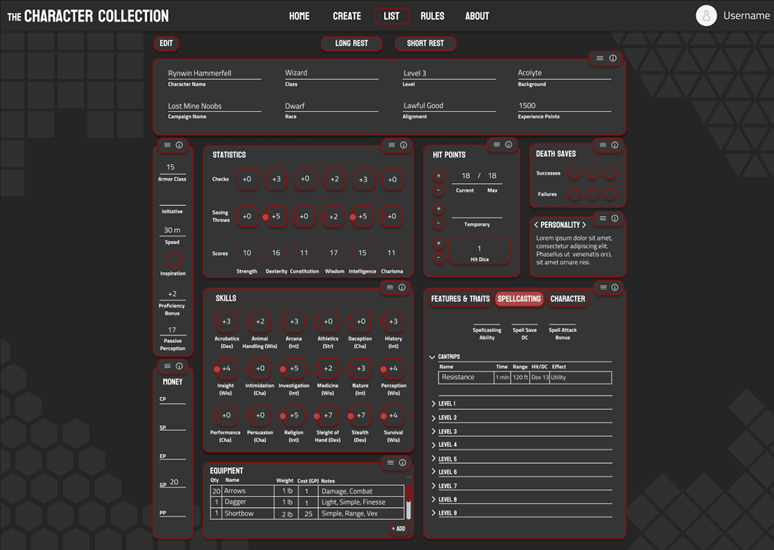 THE CHARACTER COLLECTION
HOME CREATE LIST RULES ABOUT
Username
EDIT LONG REST SHORT REST
Rynwin Hammerfell Wizard Level 3 Acolyte
Character Name Class Level Background
Lost Mine Noobs Dwarf Lawful Good 1500
Campaign Name Race Alignment Experience Points
15
Armor Class
Initiative
30 m
Speed
Inspiration
+2
Proficiency
Bonus
17
Passive
Perception
MONEY
CP
SP
EP
GP 20
PP
STATISTICS
Checks +0 +3 +0 +2 +3 +0
Saving
Throws +0 +5 +0 +2 +5 +0
Scores 10 16 11 17 15 11
Strength Dexterity Constitution Wisdom Intelligence Charisma
SKILLS
+3 +2 +3 +0 +0 +3
Acrobatics Animal Arcana Athletics Deception History
(Dex) Handling (Wis) (Int) (Str) (Cha) (Int)
+4 +0 +5 +2 +3 +4
Insight Intimidation Investigation Medicine Nature Perception
(Wis) (Cha) (Int) (Wis) (Int) (Wis)
+0 +0 +5 +7 +7 +4
Performance Persuasion Religion Sleight of Stealth Survival
(Cha) (Cha) (Int) Hand (Dex) (Dex) (Wis)
EQUIPMENT
Qty Name Weight Cost (GP) Notes
20 Arrows 1 lb 1 Damage, Combat
1 Dagger 1 lb 1 Light, Simple, Finesse
1 Shortbow 2 lb 25 Simple, Range, Vex
+ ADD
HIT POINTS
+ 18 / 18
- Current Max
+
- Temporary
+ 1
- Hit Dice
DEATH SAVES
Successes
Failures
< PERSONALITY >
Lorem ipsum dolor sit amet,
consectetur adipiscing elit.
Phasellus ut venenatis orci,
sit amet ornare nisi.
FEATURES & TRAITS SPELLCASTING CHARACTER
Spellcasting Spell Save Spell Attack
Ability DC Bonus
CANTRIPS
Name Time Range Hit/DC Effect
Resistance 1 min 120 ft Dex 13 Utility
LEVEL 1
LEVEL 2
LEVEL 3
LEVEL 4
LEVEL 5
LEVEL 6
LEVEL 7
LEVEL 8
LEVEL 9